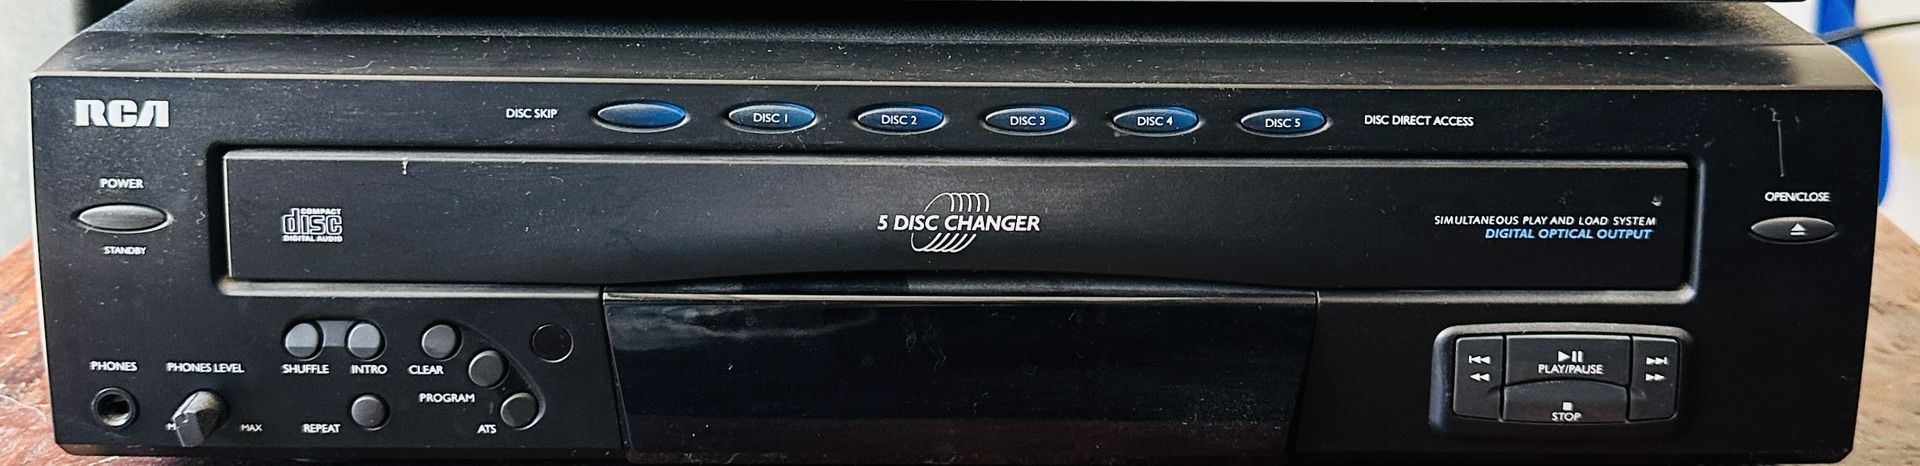 RCA
DISC SKIP
DISC 1
DISC 2
DISC 3
DISC 4
DISC 5
DISC DIRECT ACCESS
POWER
STANDBY
COMPACT
disc
DIGITAL AUDIO
5 DISC CHANGER
SIMULTANEOUS PLAY AND LOAD SYSTEM
DIGITAL OPTICAL OUTPUT
OPEN/CLOSE
PHONES
PHONES LEVEL
MAX
SHUFFLE
INTRO
CLEAR
PROGRAM
REPEAT
ATS
PLAY/PAUSE
STOP